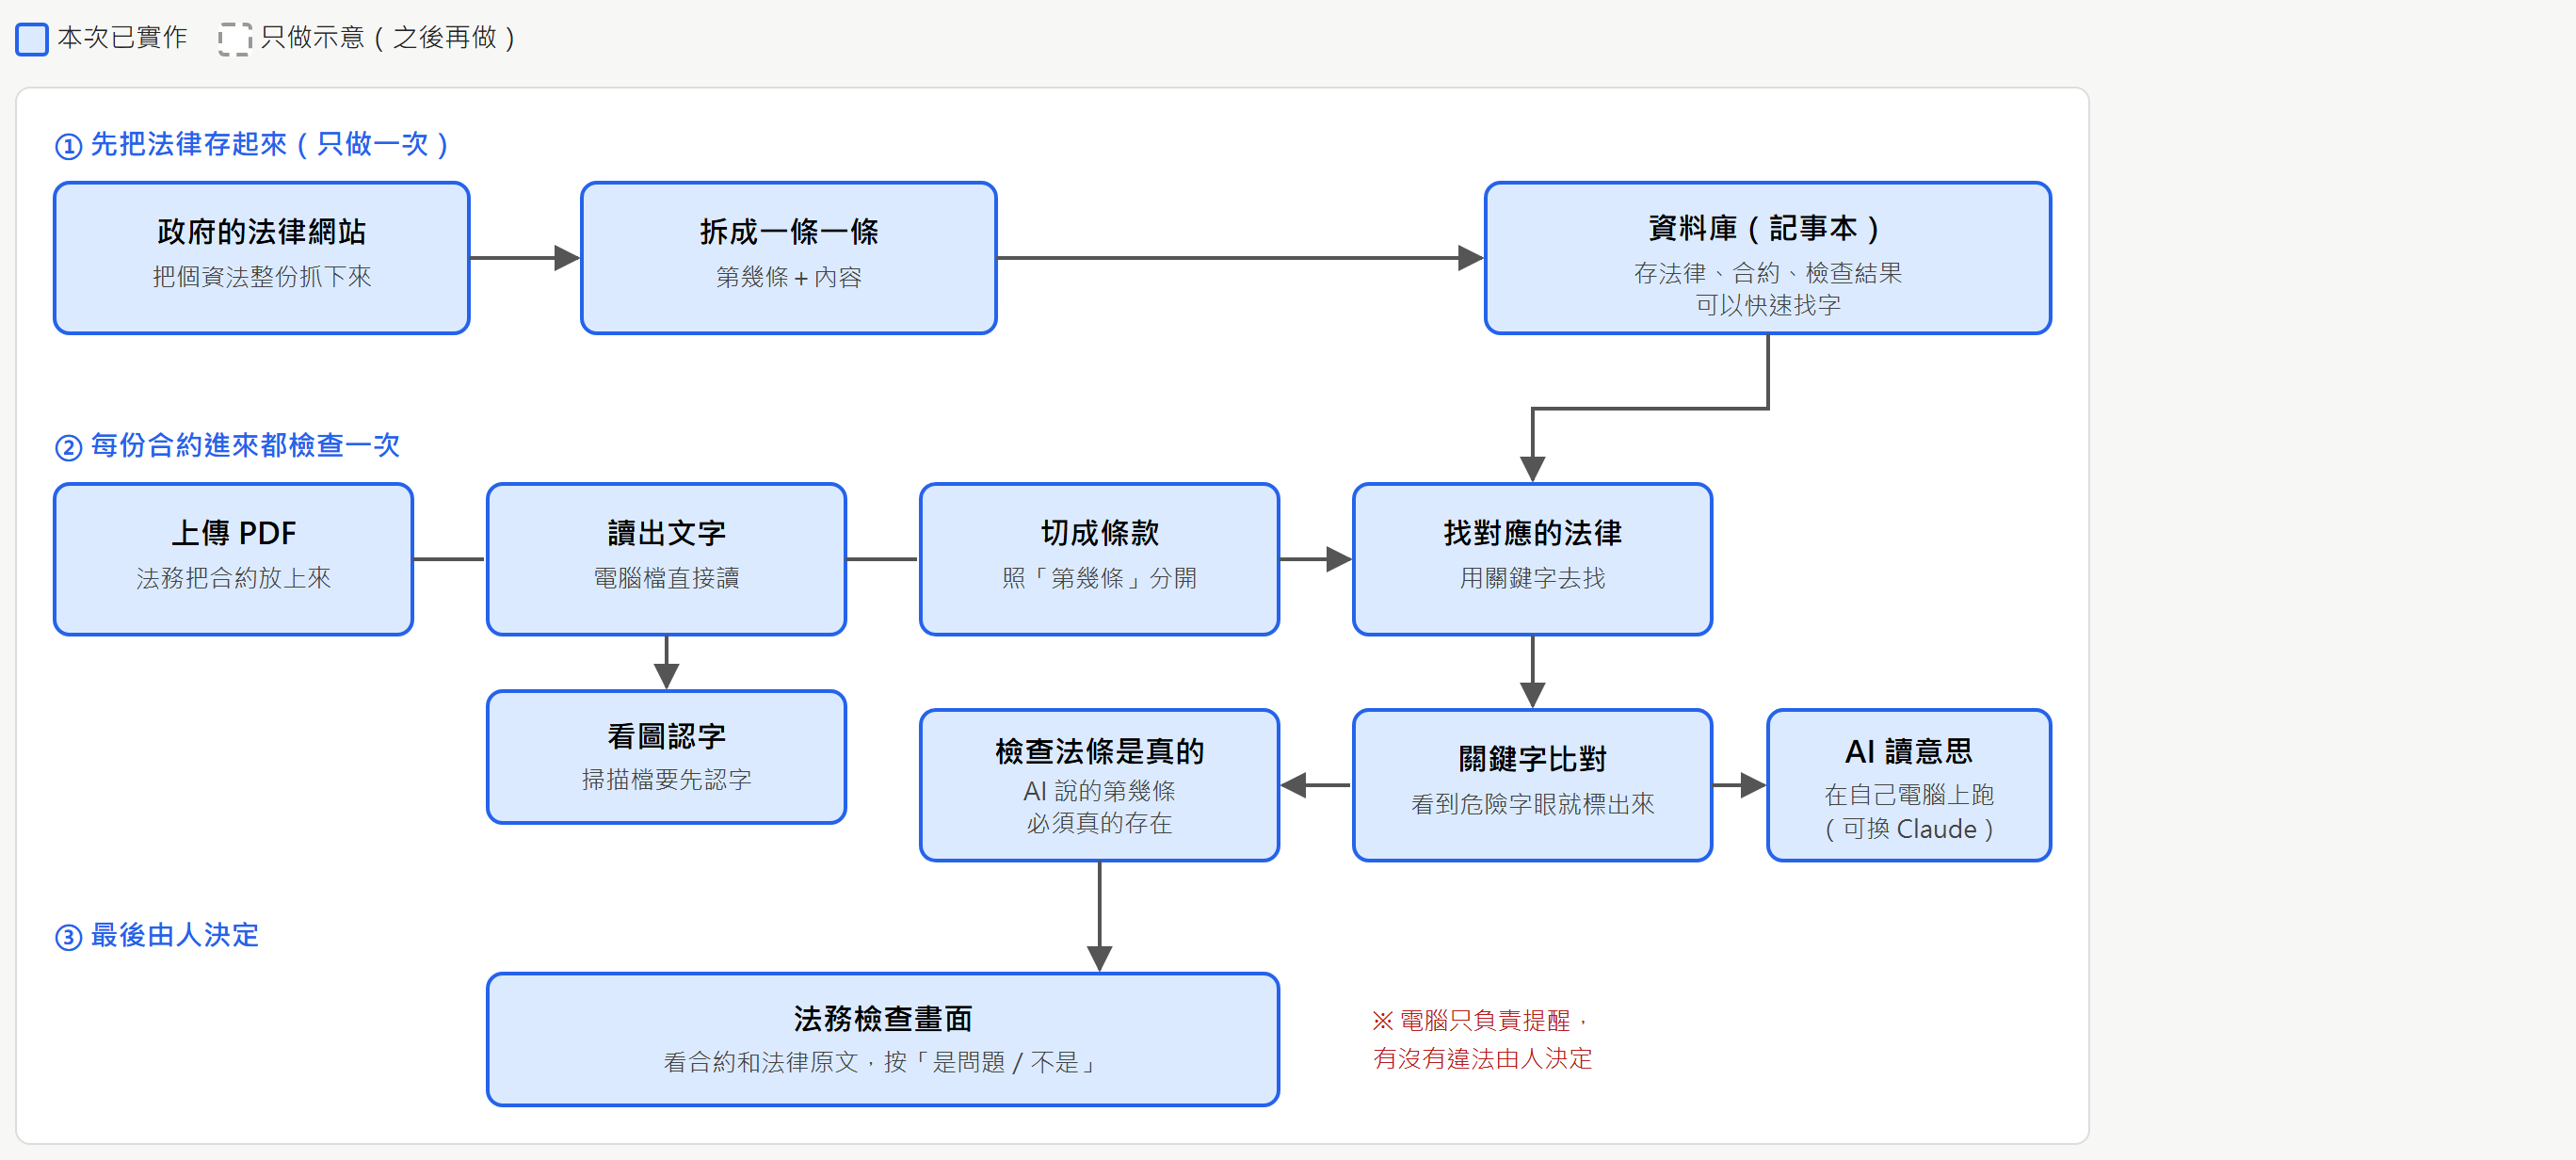 本次已實作
只做示意（之後再做）
① 先把法律存起來（只做一次）
政府的法律網站
把個資法整份抓下來
拆成一條一條
第幾條＋內容
資料庫（記事本）
存法律、合約、檢查結果
可以快速找字
② 每份合約進來都檢查一次
上傳 PDF
法務把合約放上來
讀出文字
電腦檔直接讀
切成條款
照「第幾條」分開
找對應的法律
用關鍵字去找
看圖認字
掃描檔要先認字
檢查法條是真的
AI 說的第幾條
必須真的存在
關鍵字比對
看到危險字眼就標出來
AI 讀意思
在自己電腦上跑
（可換 Claude）
③ 最後由人決定
法務檢查畫面
看合約和法律原文，按「是問題 / 不是」
※ 電腦只負責提醒，
有沒有違法由人決定